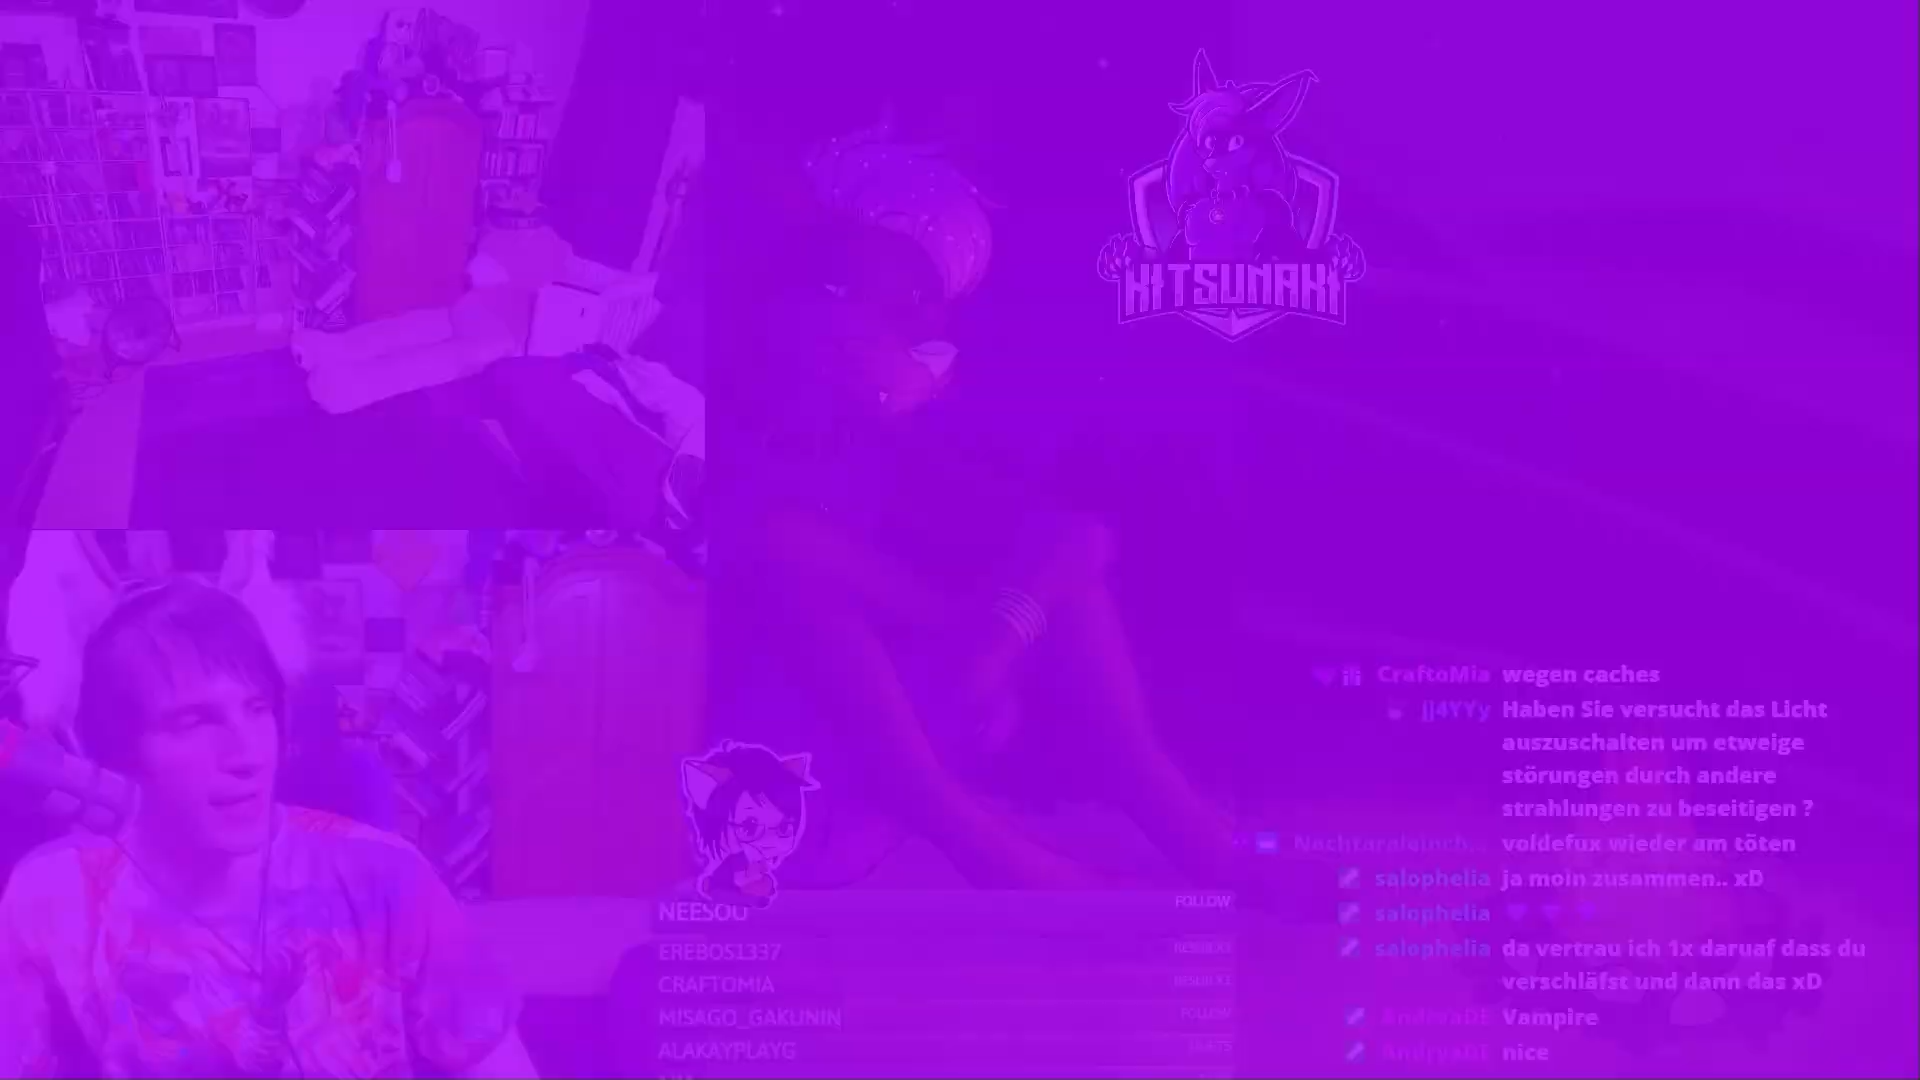 KITSUNAKI
CraftoMia wegen caches
JJ4YYy Haben Sie versucht das Licht
auszuschalten um etweige
störungen durch andere
strahlungen zu beseitigen ?
voldefux wieder am töten
salophelia ja moin zusammen.. xD
salophelia
salophelia da vertrau ich 1x daruaf dass du
verschläfst und dann das xD
AndryaDE Vampire
AndryaDE nice
NEESOU FOLLOW
EREBOS1337
CRAFTOMIA
MISAGO_GAKUNIN FOLLOW
ALAKAYPLAYG